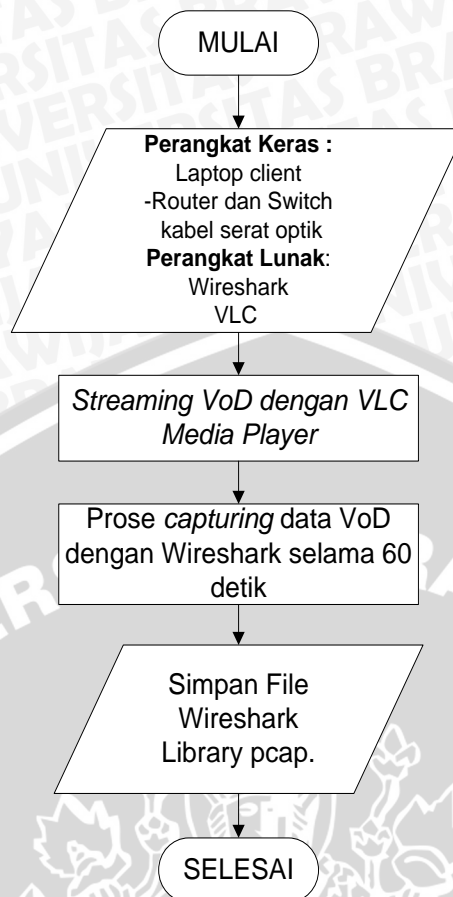 MULAI
Perangkat Keras :
Laptop client
-Router dan Switch
kabel serat optik
Perangkat Lunak:
Wireshark
VLC
Streaming VoD dengan VLC
Media Player
Prose capturing data VoD
dengan Wireshark selama 60
detik
Simpan File
Wireshark
Library pcap.
SELESAI